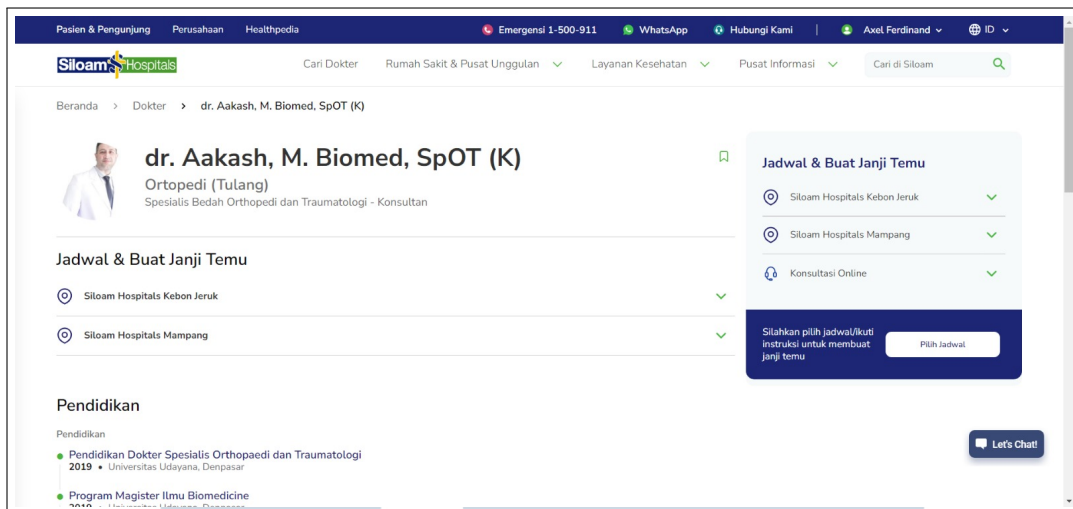 Pasien & Pengunjung Perusahaan Healthpedia Emergensi 1-500-911 WhatsApp Hubungi Kami | Axel Ferdinand ID
Siloam Hospitals Cari Dokter Rumah Sakit & Pusat Unggulan Layanan Kesehatan Pusat Informasi Cari di Siloam
Beranda > Dokter > dr. Aakash, M. Biomed, SpOT (K)
dr. Aakash, M. Biomed, SpOT (K)
Ortopedi (Tulang)
Spesialis Bedah Orthopedi dan Traumatologi - Konsultan
Jadwal & Buat Janji Temu
Siloam Hospitals Kebon Jeruk
Siloam Hospitals Mampang
Jadwal & Buat Janji Temu
Siloam Hospitals Kebon Jeruk
Siloam Hospitals Mampang
Konsultasi Online
Silahkan pilih jadwal/ikuti
instruksi untuk membuat
janji temu
Pilih Jadwal
Pendidikan
Pendidikan
Pendidikan Dokter Spesialis Orthopaedi dan Traumatologi
2019 • Universitas Udayana, Denpasar
Program Magister Ilmu Biomedicine
2019 • Universitas Udayana, Denpasar
Let's Chat!